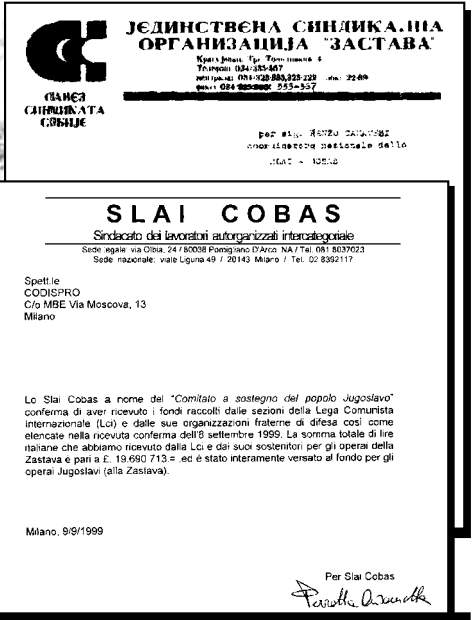 ЈЕДИНСТВЕНА СИНДИКАЛНА
ОРГАНИЗАЦИЈА "ЗАСТАВА"
САВЕЗ
СИНДИКАТА
СРБИЈЕ
per sig.
coordinatore nazionale dello
SLAI - COBAS
SLAI COBAS
Sindacato dei lavoratori autorganizzati intercategoriale
Sede legale: via Olbia, 24 / 80038 Pomigliano D'Arco NA / Tel. 081 8037023
Sede nazionale: viale Liguria 49 / 20143 Milano / Tel. 02 8392117
Spett.le
CODISPRO
C/o MBE Via Moscova, 13
Milano
Lo Slai Cobas a nome del "Comitato a sostegno del popolo Jugoslavo"
conferma di aver ricevuto i fondi raccolti dalle sezioni della Lega Comunista
Internazionale (Lci) e dalle sue organizzazioni fraterne di difesa così come
elencate nella ricevuta conferma dell'8 settembre 1999. La somma totale di lire
italiane che abbiamo ricevuto dalla Lci e dai suoi sostenitori per gli operai della
Zastava è pari a £. 19.690 713.= .ed è stato interamente versato al fondo per gli
operai Jugoslavi (alla Zastava).
Milano, 9/9/1999
Per Slai Cobas